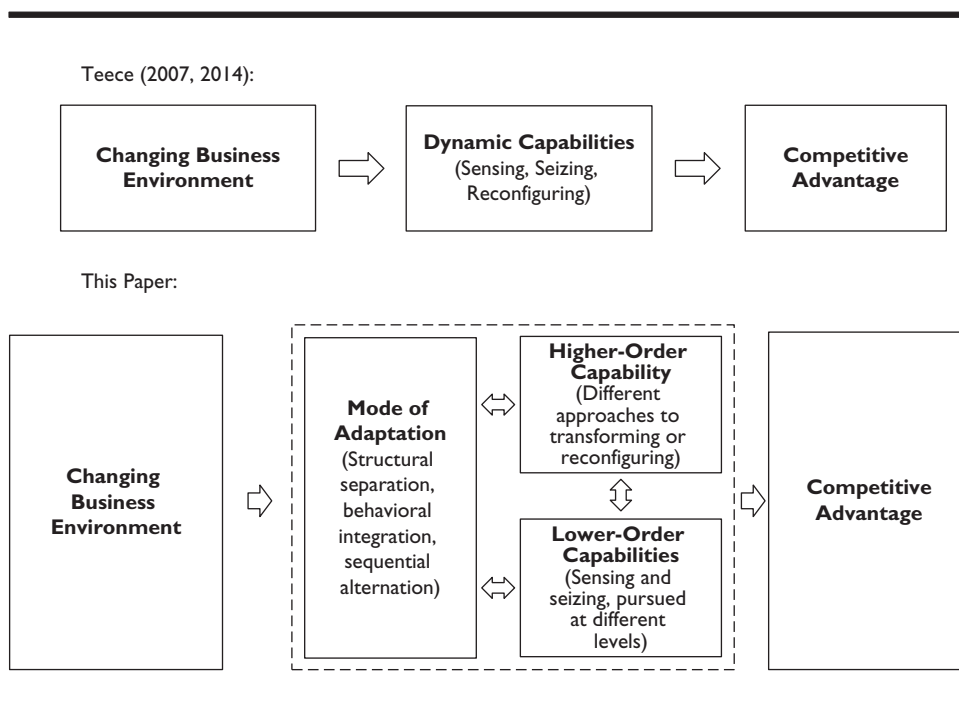 Teece (2007, 2014):
Changing Business
Environment
Dynamic Capabilities
(Sensing, Seizing,
Reconfiguring)
Competitive
Advantage
This Paper:
Changing
Business
Environment
Mode of
Adaptation
(Structural
separation,
behavioral
integration,
sequential
alternation)
Higher-Order
Capability
(Different
approaches to
transforming or
reconfiguring)
Lower-Order
Capabilities
(Sensing and
seizing, pursued
at different
levels)
Competitive
Advantage